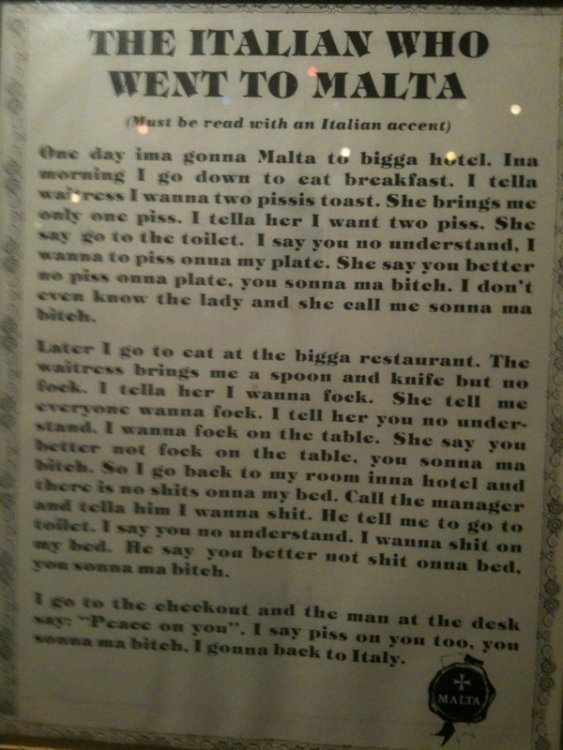 THE ITALIAN WHO
WENT TO MALTA
(Must be read with an Italian accent)
One day ima gonna Malta to bigga hotel. Ina
morning I go down to eat breakfast. I tella
waitress I wanna two pissis toast. She brings me
only one piss. I tella her I want two piss. She
say go to the toilet. I say you no understand, I
wanna to piss onna my plate. She say you better
no piss onna plate, you sonna ma bitch. I don't
even know the lady and she call me sonna ma
bitch.
Later I go to eat at the bigga restaurant. The
waitress brings me a spoon and knife but no
fock. I tella her I wanna fock. She tell me
everyone wanna fock. I tell her you no under-
stand. I wanna fock on the table. She say you
better not fock on the table, you sonna ma
bitch. So I go back to my room inna hotel and
there is no shits onna my bed. Call the manager
and tella him I wanna shit. He tell me to go to
toilet. I say you no understand. I wanna shit on
my bed. He say you better not shit onna bed,
you sonna ma bitch.
I go to the checkout and the man at the desk
say: "Peace on you". I say piss on you too, you
sonna ma bitch, I gonna back to Italy.
MALTA